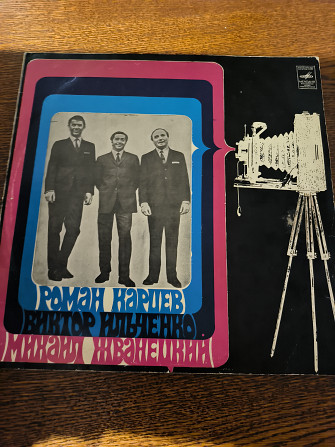 РОМАН КАРЦЕВ
ВИКТОР ИЛЬЧЕНКО
МИХАИЛ ЖВАНЕЦКИЙ